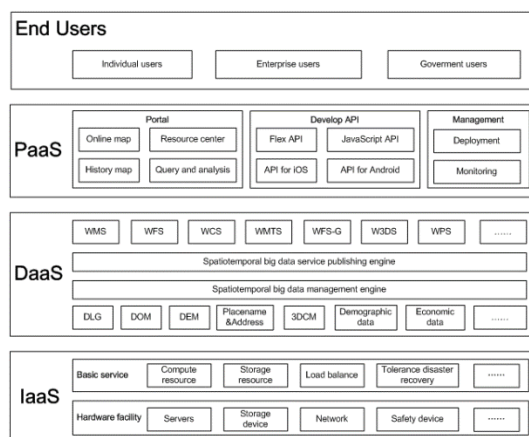 End Users
Individual users
Enterprise users
Goverment users
PaaS
Portal
Online map
Resource center
History map
Query and analysis
Develop API
Flex API
JavaScript API
API for iOS
API for Android
Management
Deployment
Monitoring
DaaS
WMS
WFS
WCS
WMTS
WFS-G
W3DS
WPS
......
Spatiotemporal big data service publishing engine
Spatiotemporal big data management engine
DLG
DOM
DEM
Placename
&Address
3DCM
Demographic
data
Economic
data
......
IaaS
Basic service
Compute
resource
Storage
resource
Load balance
Tolerance disaster
recovery
......
Hardware facility
Servers
Storage
device
Network
Safety device
......